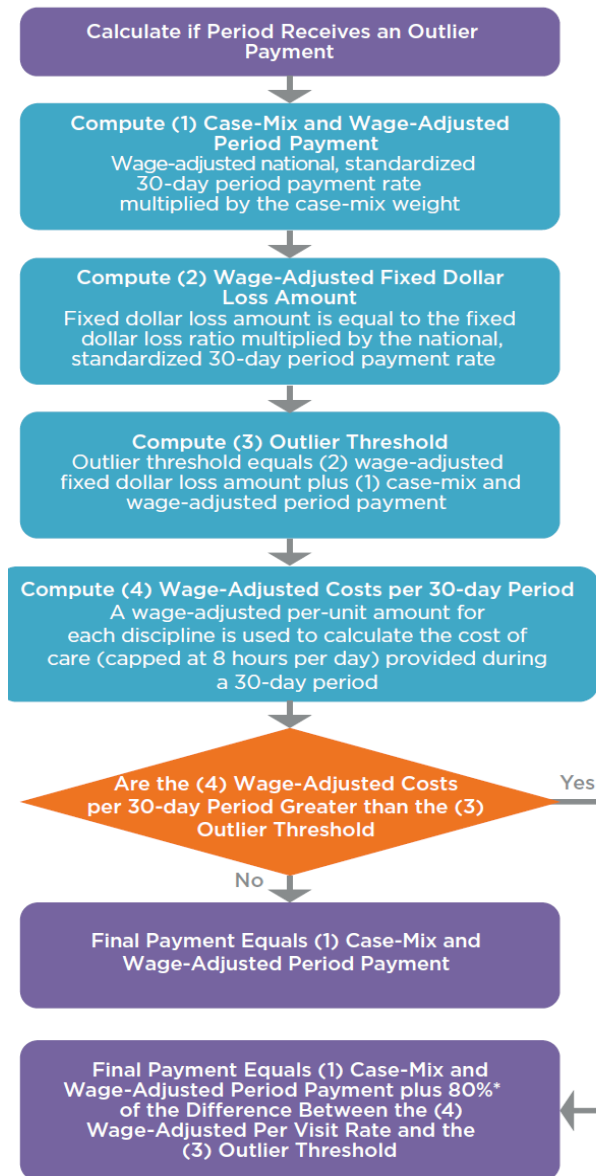 Calculate if Period Receives an Outlier
Payment
Compute (1) Case-Mix and Wage-Adjusted
Period Payment
Wage-adjusted national, standardized
30-day period payment rate
multiplied by the case-mix weight
Compute (2) Wage-Adjusted Fixed Dollar
Loss Amount
Fixed dollar loss amount is equal to the fixed
dollar loss ratio multiplied by the national,
standardized 30-day period payment rate
Compute (3) Outlier Threshold
Outlier threshold equals (2) wage-adjusted
fixed dollar loss amount plus (1) case-mix and
wage-adjusted period payment
Compute (4) Wage-Adjusted Costs per 30-day Period
A wage-adjusted per-unit amount for
each discipline is used to calculate the cost of
care (capped at 8 hours per day) provided during
a 30-day period
Are the (4) Wage-Adjusted Costs
per 30-day Period Greater than the (3)
Outlier Threshold
Yes
No
Final Payment Equals (1) Case-Mix and
Wage-Adjusted Period Payment
Final Payment Equals (1) Case-Mix and
Wage-Adjusted Period Payment plus 80%*
of the Difference Between the (4)
Wage-Adjusted Per Visit Rate and the
(3) Outlier Threshold